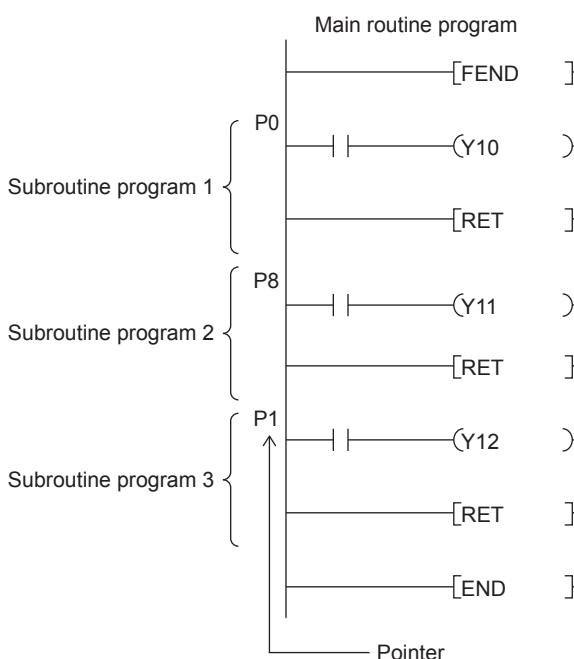 Main routine program
FEND
P0
Y10
Subroutine program 1
RET
P8
Y11
Subroutine program 2
RET
P1
Y12
Subroutine program 3
RET
END
Pointer